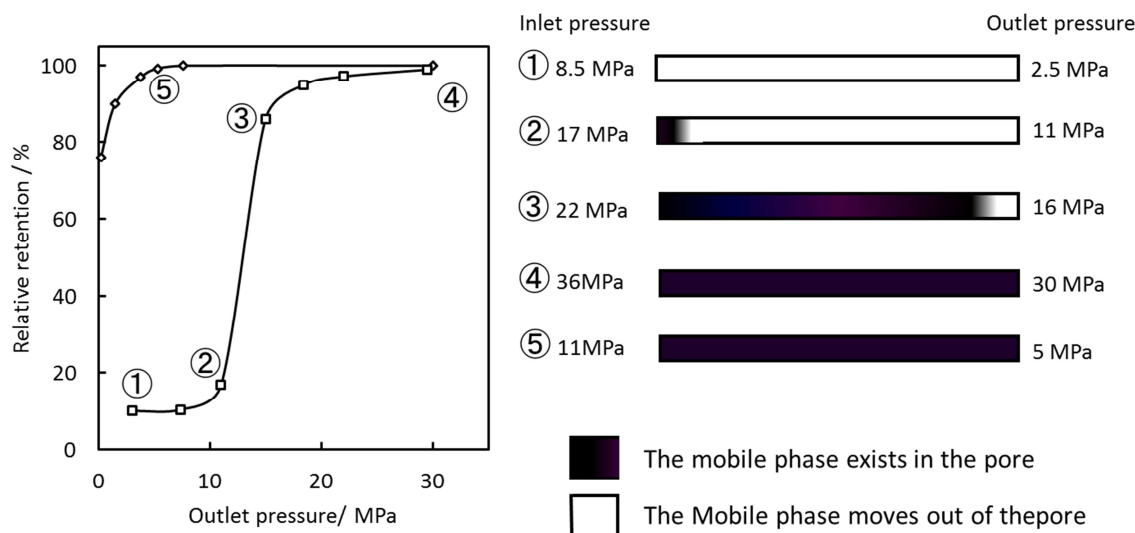 Relative retention / %
100
80
60
40
20
0
0 10 20 30
Outlet pressure/ MPa
⑤
④
③
②
①
Inlet pressure Outlet pressure
① 8.5 MPa 2.5 MPa
② 17 MPa 11 MPa
③ 22 MPa 16 MPa
④ 36MPa 30 MPa
⑤ 11MPa 5 MPa
The mobile phase exists in the pore
The Mobile phase moves out of thepore